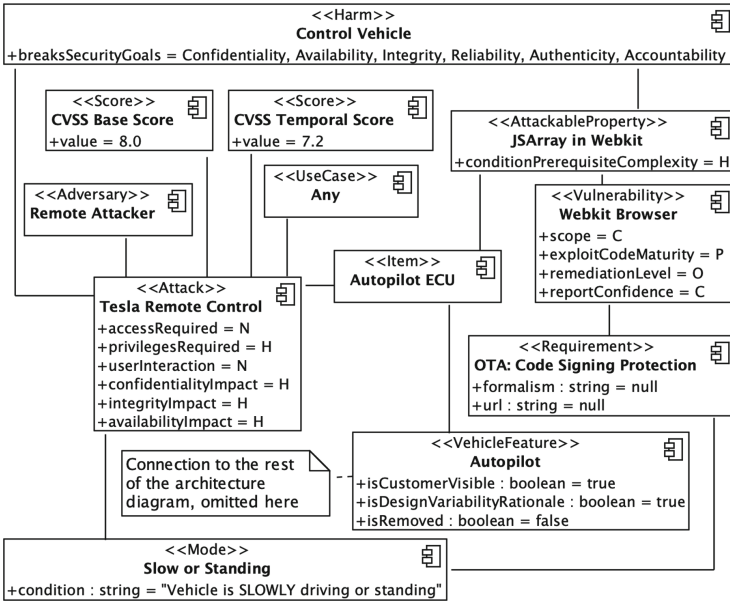 <<Harm>>
Control Vehicle
+breaksSecurityGoals = Confidentiality, Availability, Integrity, Reliability, Authenticity, Accountability
<<Score>>
CVSS Base Score
+value = 8.0
<<Score>>
CVSS Temporal Score
+value = 7.2
<<AttackableProperty>>
JSArray in Webkit
+conditionPrerequisiteComplexity = H
<<Adversary>>
Remote Attacker
<<UseCase>>
Any
<<Vulnerability>>
Webkit Browser
+scope = C
+exploitCodeMaturity = P
+remediationLevel = O
+reportConfidence = C
<<Attack>>
Tesla Remote Control
+accessRequired = N
+privilegesRequired = H
+userInteraction = N
+confidentialityImpact = H
+integrityImpact = H
+availabilityImpact = H
<<Item>>
Autopilot ECU
<<Requirement>>
OTA: Code Signing Protection
+formalism : string = null
+url : string = null
Connection to the rest
of the architecture
diagram, omitted here
<<VehicleFeature>>
Autopilot
+isCustomerVisible : boolean = true
+isDesignVariabilityRationale : boolean = true
+isRemoved : boolean = false
<<Mode>>
Slow or Standing
+condition : string = "Vehicle is SLOWLY driving or standing"